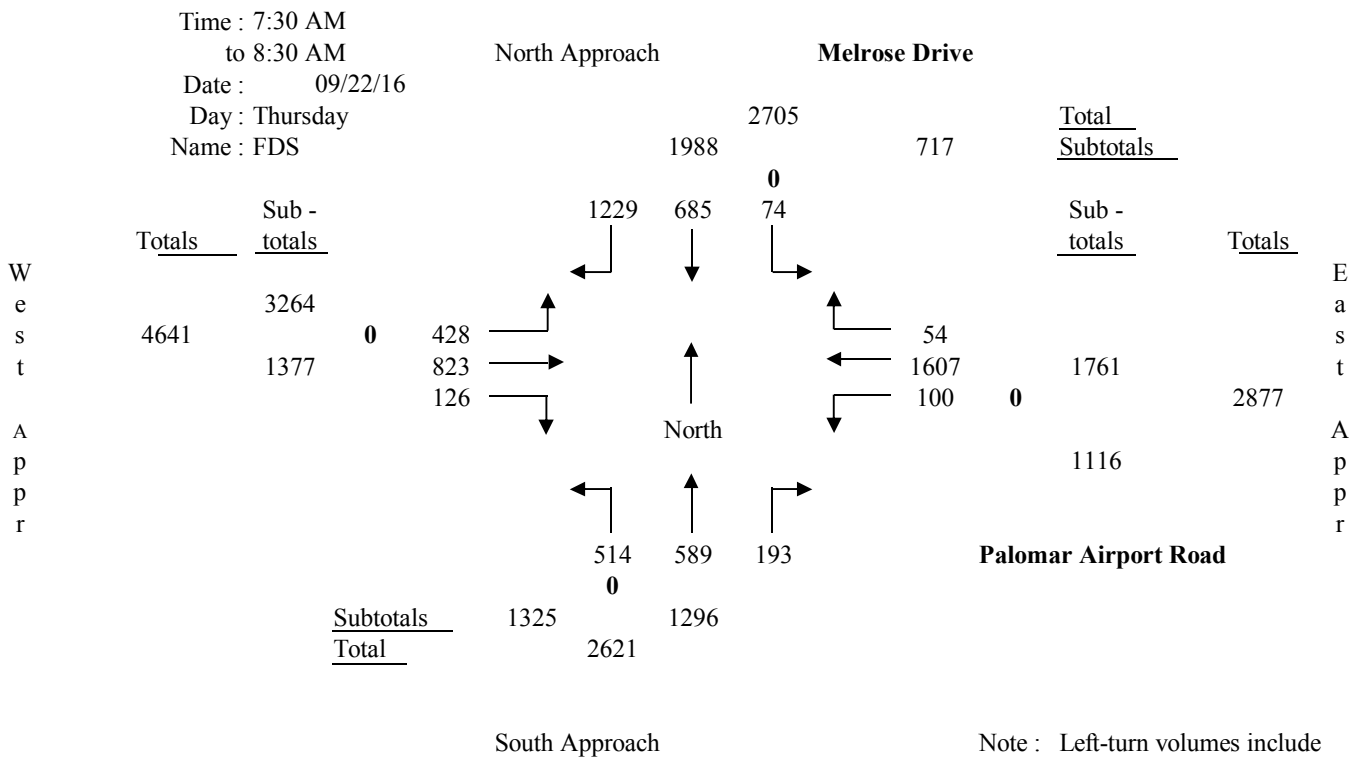 Time : 7:30 AM
to 8:30 AM North Approach Melrose Drive
Date : 09/22/16
Day : Thursday 2705 Total
Name : FDS 1988 717 Subtotals
0
Sub - 1229 685 74 Sub -
Totals totals totals Totals
W E
e 3264 a
s 4641 0 428 54 s
t 1377 823 1607 1761 t
126 100 0 2877
A North A
p 1116 p
p p
r r
514 589 193 Palomar Airport Road
0
Subtotals 1325 1296
Total 2621
South Approach Note : Left-turn volumes include